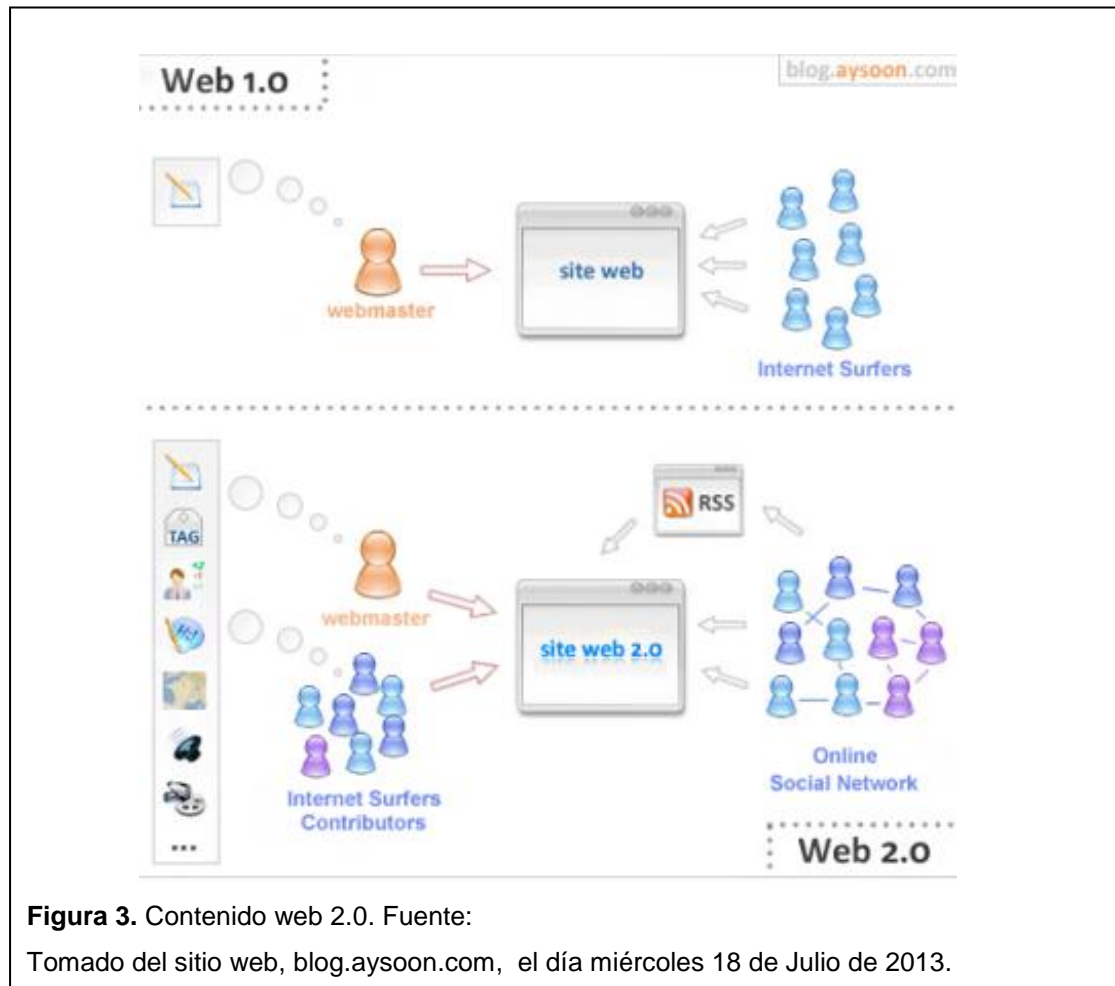 Web 1.0
blog.aysoon.com
webmaster
site web
Internet Surfers
RSS
TAG
webmaster
site web 2.0
Internet Surfers
Contributors
Online
Social Network
...
Web 2.0
Figura 3. Contenido web 2.0. Fuente:
Tomado del sitio web, blog.aysoon.com, el día miércoles 18 de Julio de 2013.